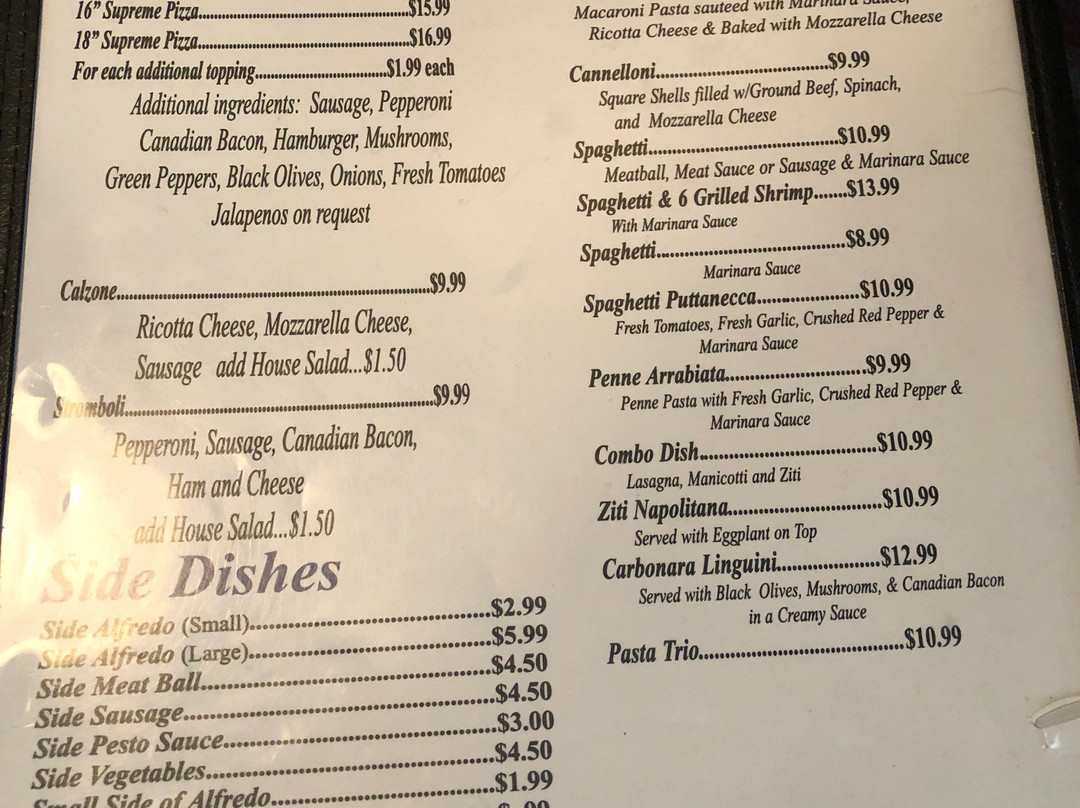 16” Supreme Pizza.....................................................$15.99
18” Supreme Pizza.....................................................$16.99
For each additional topping.................................$1.99 each
Additional ingredients: Sausage, Pepperoni
Canadian Bacon, Hamburger, Mushrooms,
Green Peppers, Black Olives, Onions, Fresh Tomatoes
Jalapenos on request
Calzone...............................................................................$9.99
Ricotta Cheese, Mozzarella Cheese,
Sausage add House Salad...$1.50
Stromboli.............................................................................$9.99
Pepperoni, Sausage, Canadian Bacon,
Ham and Cheese
add House Salad...$1.50
Side Dishes
Side Alfredo (Small)........................................$2.99
Side Alfredo (Large)........................................$5.99
Side Meat Ball................................................$4.50
Side Sausage...................................................$4.50
Side Pesto Sauce.............................................$3.00
Side Vegetables................................................$4.50
Small Side of Alfredo.....................................$1.99
Macaroni Pasta sauteed with Marinara Sauce,
Ricotta Cheese & Baked with Mozzarella Cheese
Cannelloni...................................$9.99
Square Shells filled w/Ground Beef, Spinach,
and Mozzarella Cheese
Spaghetti......................................$10.99
Meatball, Meat Sauce or Sausage & Marinara Sauce
Spaghetti & 6 Grilled Shrimp.......$13.99
With Marinara Sauce
Spaghetti......................................$8.99
Marinara Sauce
Spaghetti Puttanecca.....................$10.99
Fresh Tomatoes, Fresh Garlic, Crushed Red Pepper &
Marinara Sauce
Penne Arrabiata.............................$9.99
Penne Pasta with Fresh Garlic, Crushed Red Pepper &
Marinara Sauce
Combo Dish....................................$10.99
Lasagna, Manicotti and Ziti
Ziti Napolitana...............................$10.99
Served with Eggplant on Top
Carbonara Linguini.....................$12.99
Served with Black Olives, Mushrooms, & Canadian Bacon
in a Creamy Sauce
Pasta Trio..........................................$10.99